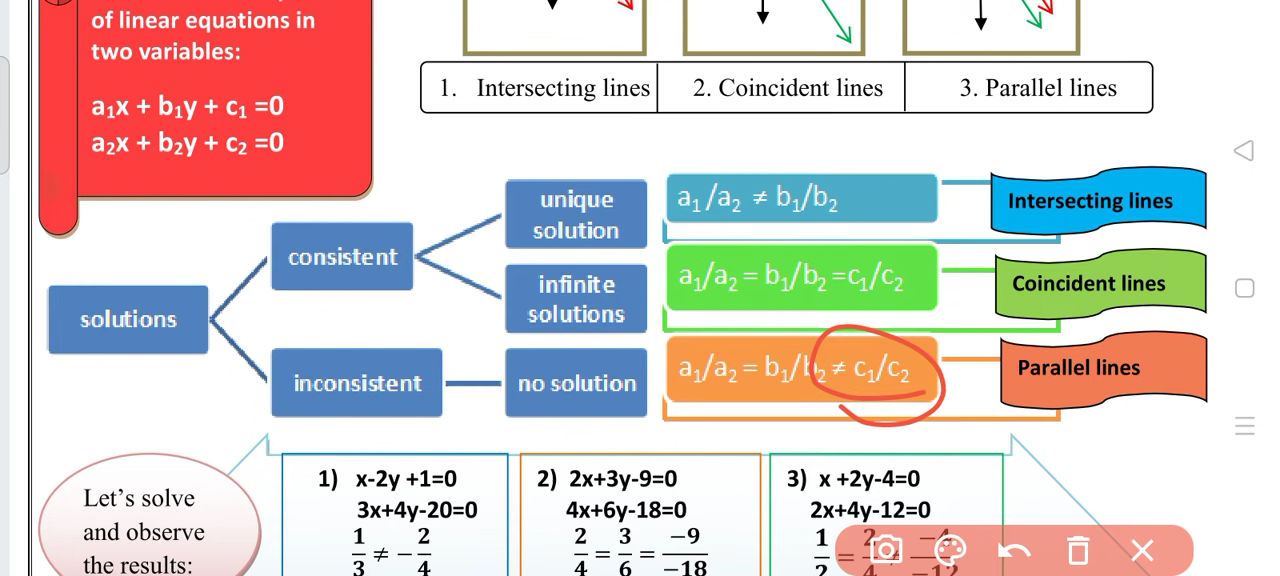 of linear equations in
two variables:
a₁x + b₁y + c₁ =0
a₂x + b₂y + c₂ =0
1. Intersecting lines
2. Coincident lines
3. Parallel lines
solutions
consistent
unique
solution
a₁/a₂ ≠ b₁/b₂
Intersecting lines
infinite
solutions
a₁/a₂ = b₁/b₂ =c₁/c₂
Coincident lines
inconsistent
no solution
a₁/a₂ = b₁/b₂ ≠ c₁/c₂
Parallel lines
Let's solve
and observe
the results:
1) x-2y +1=0
3x+4y-20=0
1/3 ≠ -2/4
2) 2x+3y-9=0
4x+6y-18=0
2/4 = 3/6 = -9/-18
3) x +2y-4=0
2x+4y-12=0
1/2 =